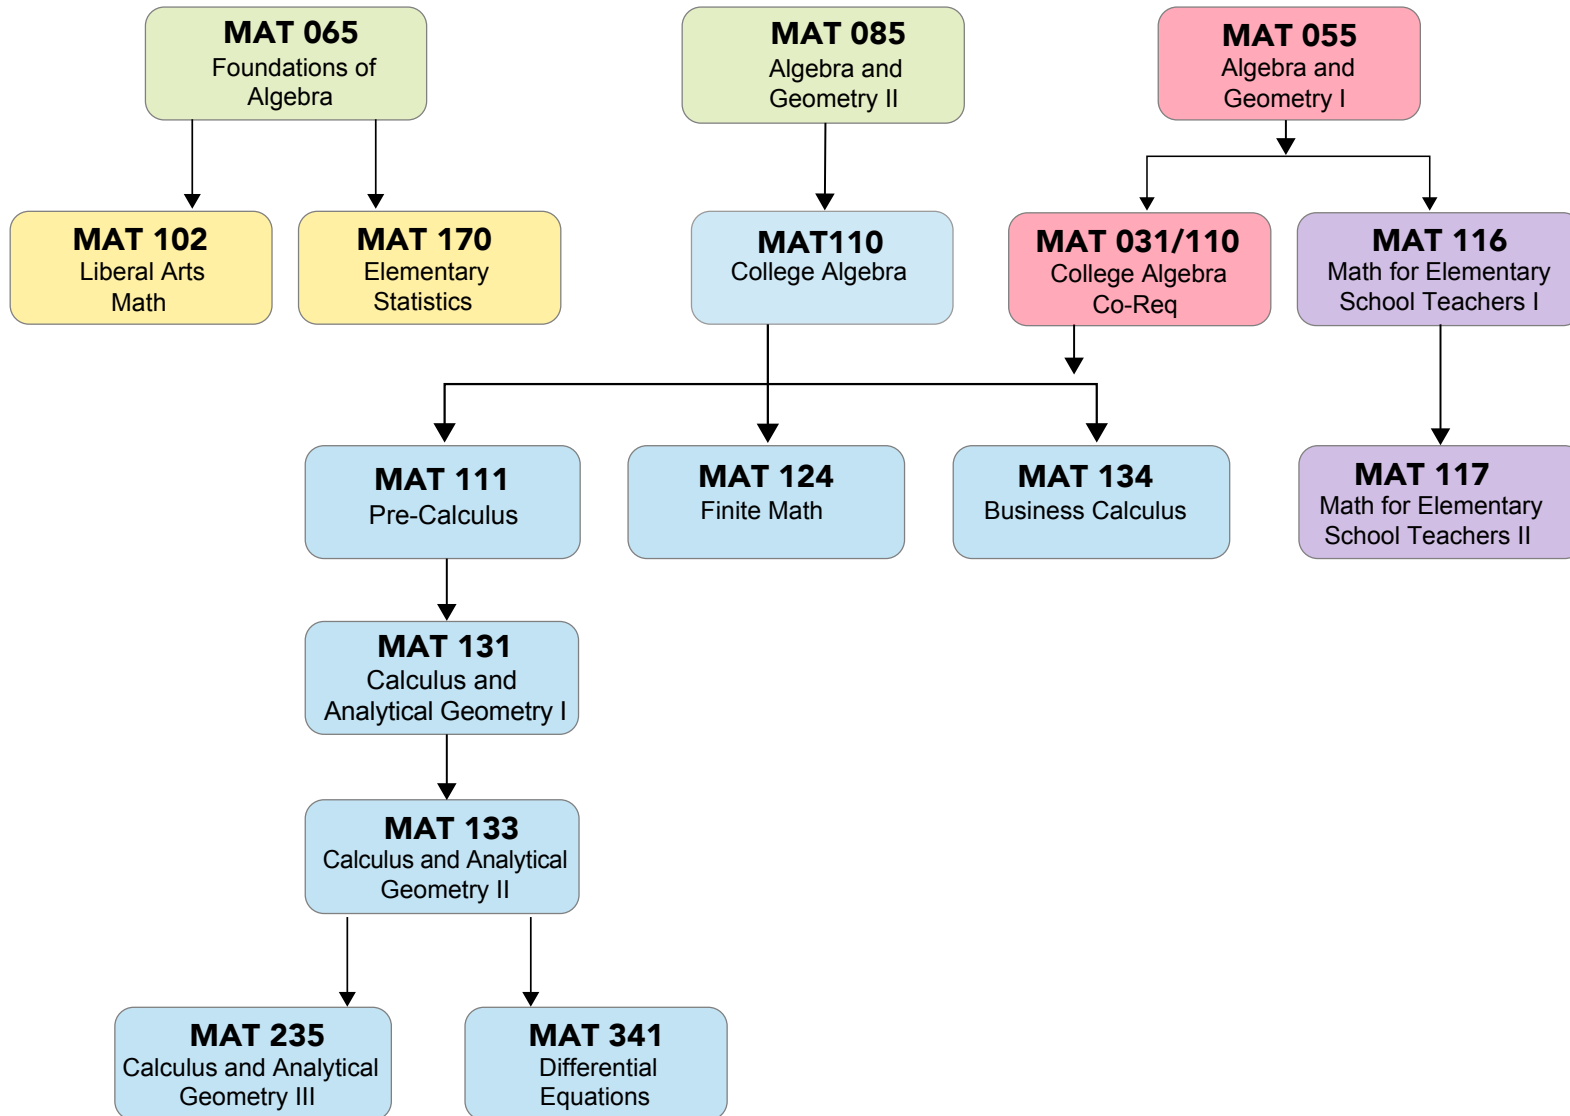 MAT 065
Foundations of
Algebra
MAT 085
Algebra and
Geometry II
MAT 055
Algebra and
Geometry I
MAT 102
Liberal Arts
Math
MAT 170
Elementary
Statistics
MAT110
College Algebra
MAT 031/110
College Algebra
Co-Req
MAT 116
Math for Elementary
School Teachers I
MAT 111
Pre-Calculus
MAT 124
Finite Math
MAT 134
Business Calculus
MAT 117
Math for Elementary
School Teachers II
MAT 131
Calculus and
Analytical Geometry I
MAT 133
Calculus and Analytical
Geometry II
MAT 235
Calculus and Analytical
Geometry III
MAT 341
Differential
Equations